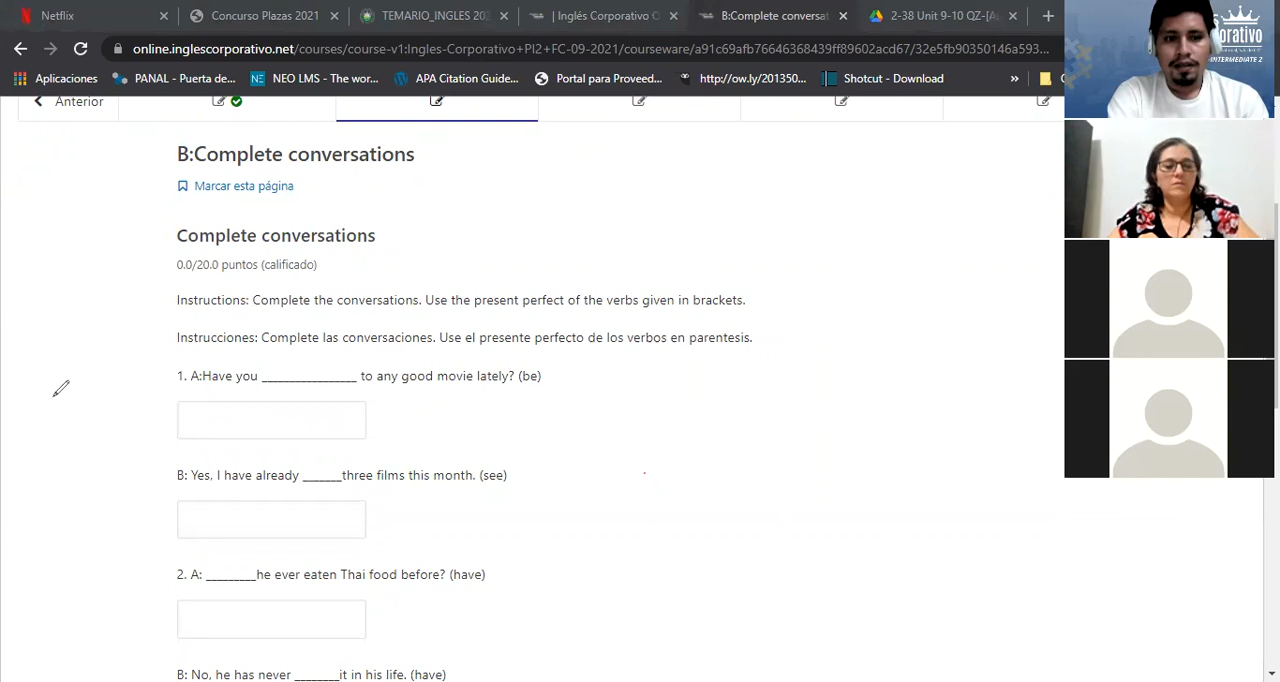 Netflix
Concurso Plazas 2021
TEMARIO_INGLES 202
| Inglés Corporativo O
B:Complete conversat
2-38 Unit 9-10 QZ-[A
online.inglescorporativo.net/courses/course-v1:Ingles-Corporativo+PI2+FC-09-2021/courseware/a91c69afb76646368439ff89602acd67/32e5fb90350146a593...
Aplicaciones
PANAL - Puerta de...
NEO LMS - The wor...
APA Citation Guide...
Portal para Proveed...
http://ow.ly/201350...
Shotcut - Download
»
orativo
INTERMEDIATE 2
Anterior
B:Complete conversations
Marcar esta página
Complete conversations
0.0/20.0 puntos (calificado)
Instructions: Complete the conversations. Use the present perfect of the verbs given in brackets.
Instrucciones: Complete las conversaciones. Use el presente perfecto de los verbos en parentesis.
1. A:Have you _________________ to any good movie lately? (be)
B: Yes, I have already _______three films this month. (see)
2. A: _________he ever eaten Thai food before? (have)
B: No, he has never ________it in his life. (have)